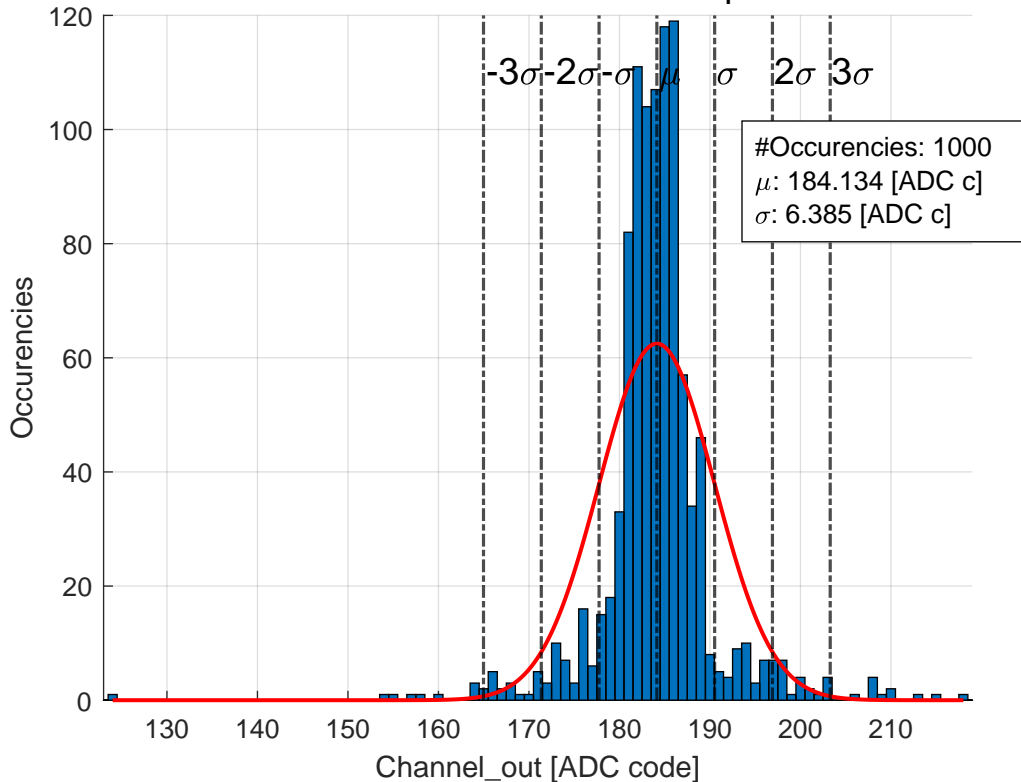 120
100
80
60
40
20
0
-3σ -2σ -σ μ σ 2σ 3σ
#Occurencies: 1000
μ: 184.134 [ADC c]
σ: 6.385 [ADC c]
Occurencies
130 140 150 160 170 180 190 200 210
Channel_out [ADC code]